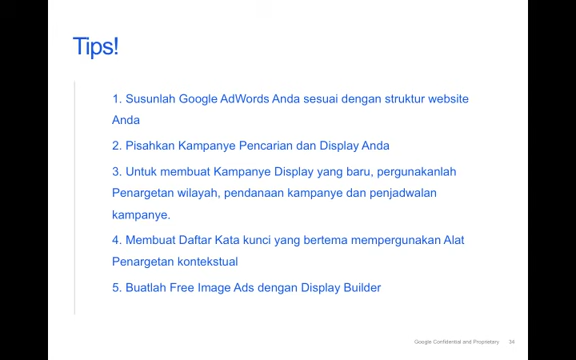 Tips!
1. Susunlah Google AdWords Anda sesuai dengan struktur website
Anda
2. Pisahkan Kampanye Pencarian dan Display Anda
3. Untuk membuat Kampanye Display yang baru, pergunakanlah
Penargetan wilayah, pendanaan kampanye dan penjadwalan
kampanye.
4. Membuat Daftar Kata kunci yang bertema mempergunakan Alat
Penargetan kontekstual
5. Buatlah Free Image Ads dengan Display Builder
Google Confidential and Proprietary 34